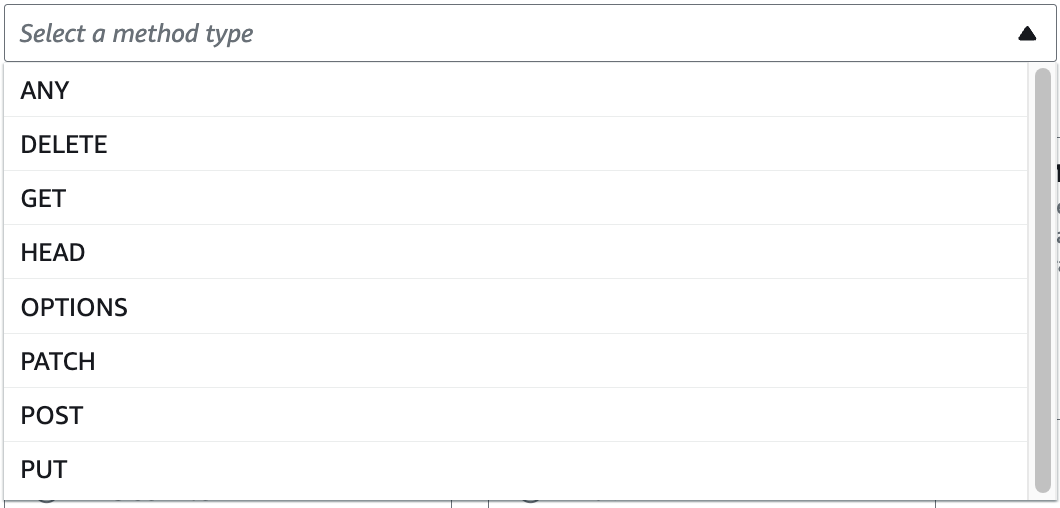 Select a method type
ANY
DELETE
GET
HEAD
OPTIONS
PATCH
POST
PUT